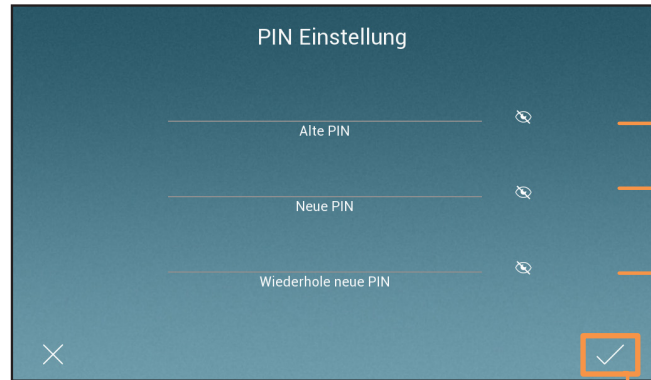 PIN Einstellung
Alte PIN
Neue PIN
Wiederhole neue PIN